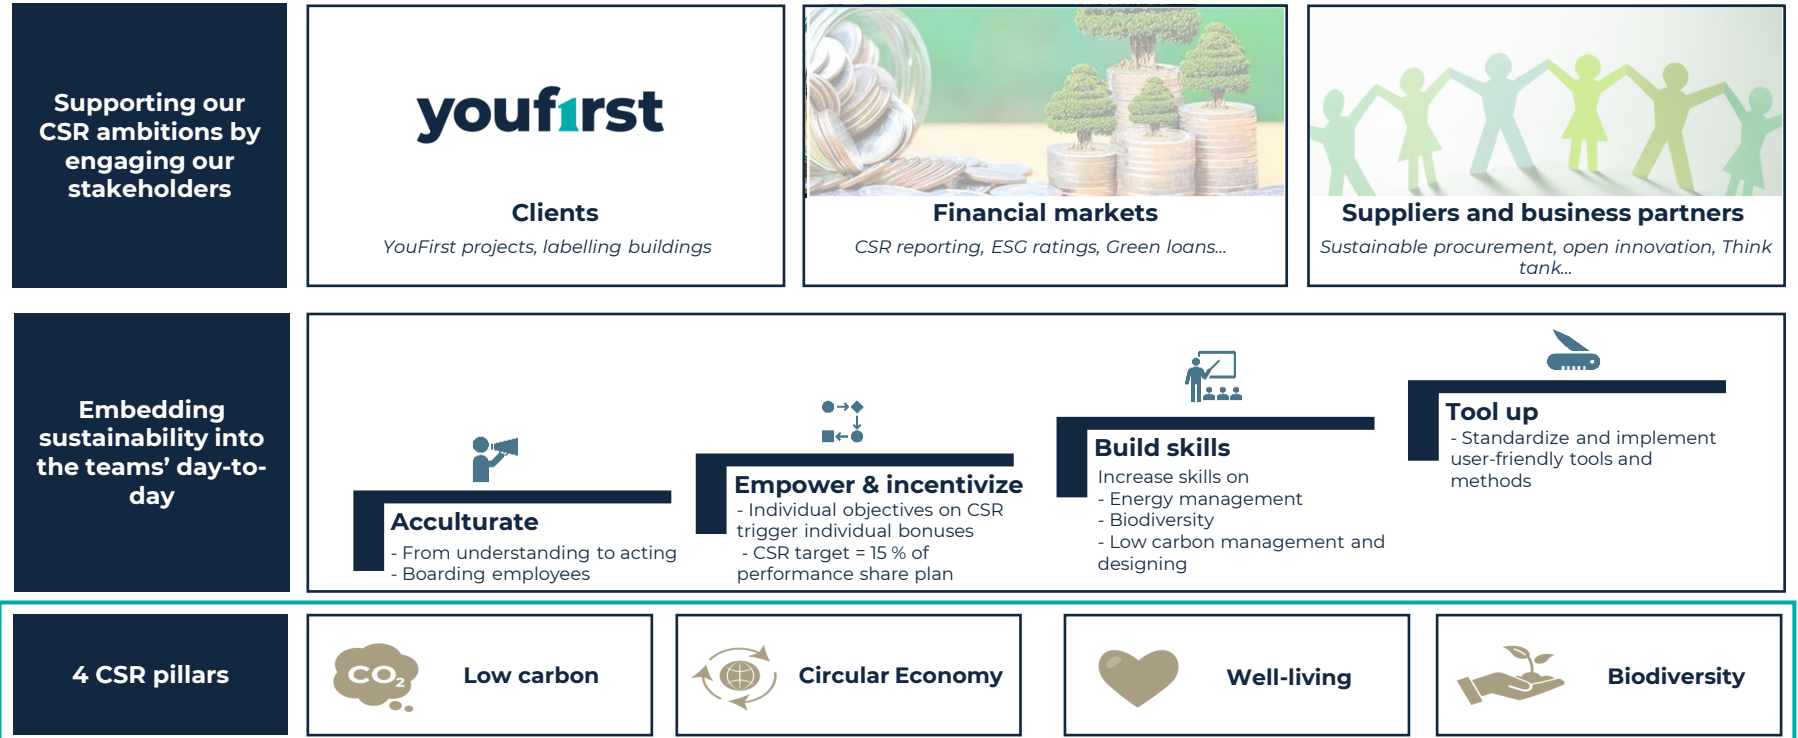 Supporting our
CSR ambitions by
engaging our
stakeholders
youf1rst
Clients
YouFirst projects, labelling buildings
Financial markets
CSR reporting, ESG ratings, Green loans...
Suppliers and business partners
Sustainable procurement, open innovation, Think
tank...
Embedding
sustainability into
the teams’ day-to-
day
Acculturate
- From understanding to acting
- Boarding employees
Empower & incentivize
- Individual objectives on CSR
trigger individual bonuses
- CSR target = 15 % of
performance share plan
Build skills
Increase skills on
- Energy management
- Biodiversity
- Low carbon management and
designing
Tool up
- Standardize and implement
user-friendly tools and
methods
4 CSR pillars
CO₂
Low carbon
Circular Economy
Well-living
Biodiversity